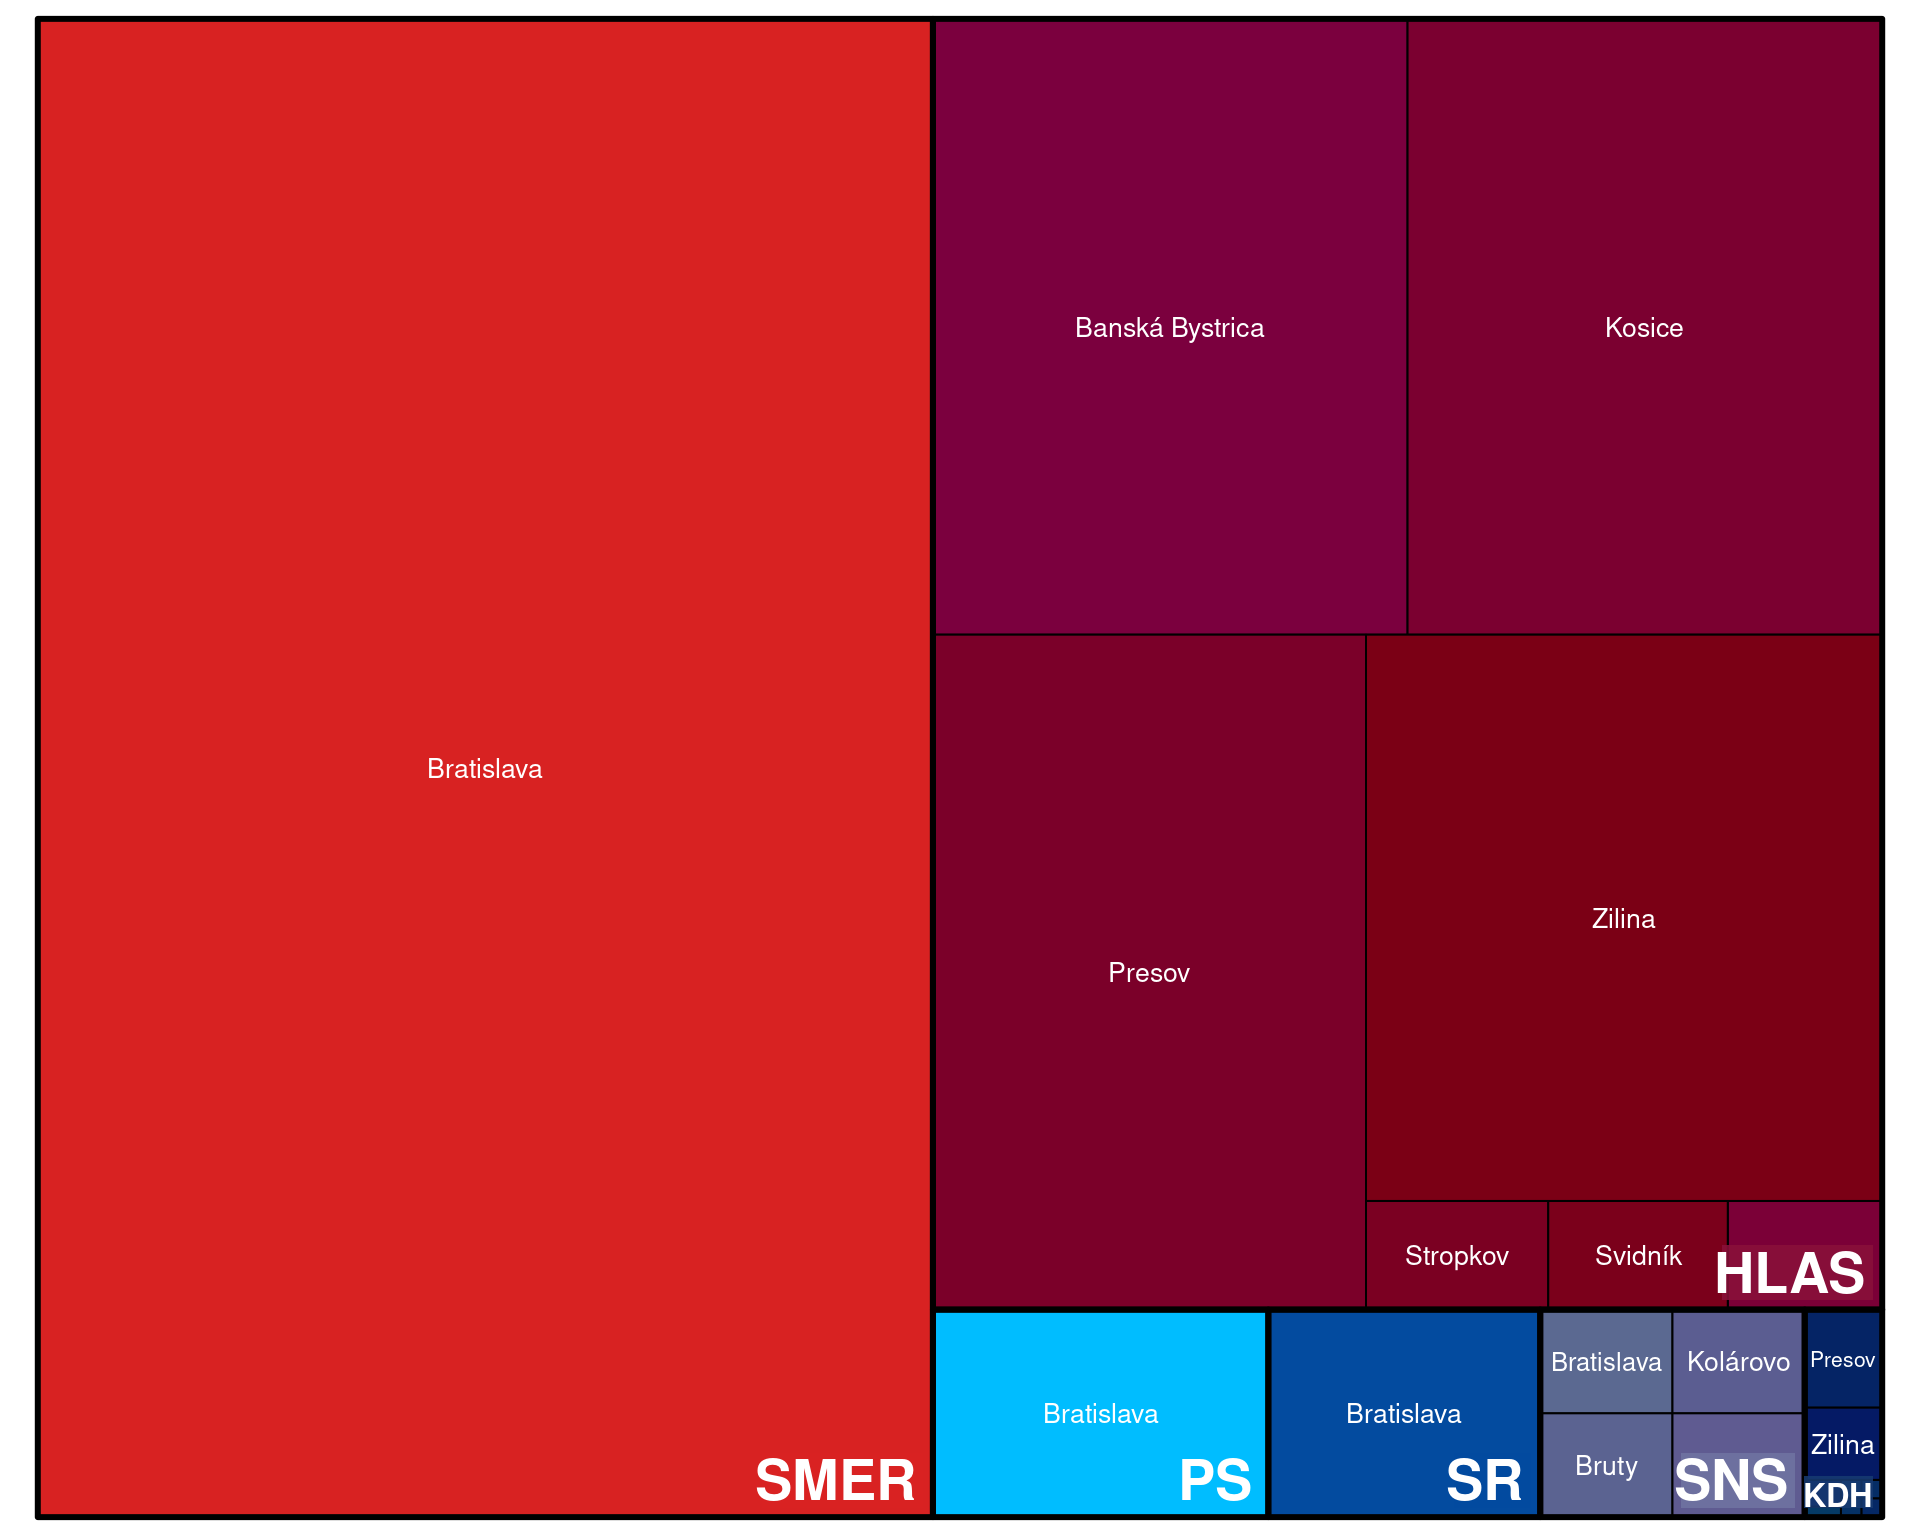 Bratislava
SMER
Banská Bystrica
Kosice
Presov
Zilina
Stropkov
Svidník
HLAS
Bratislava
PS
Bratislava
SR
Bratislava
Kolárovo
Bruty
SNS
Presov
Zilina
KDH